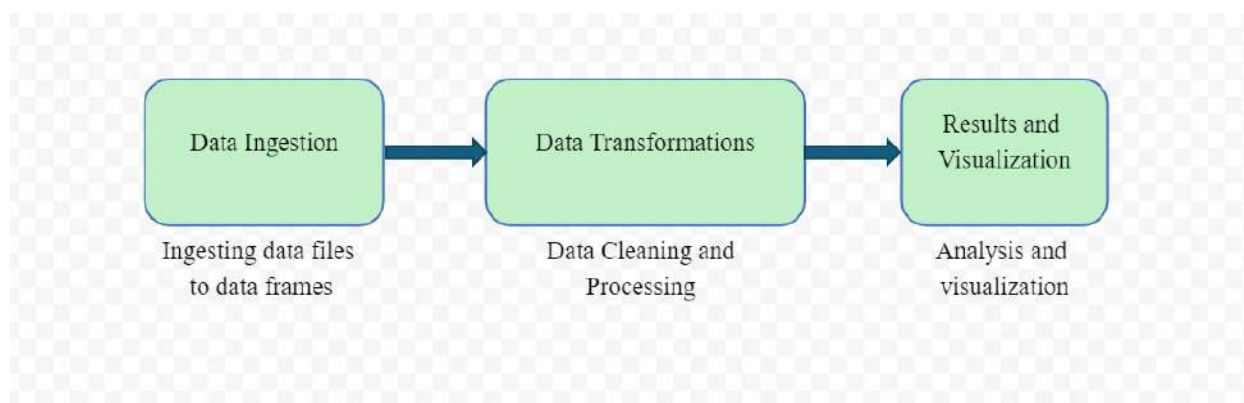 Data Ingestion
Ingesting data files
to data frames
Data Transformations
Data Cleaning and
Processing
Results and
Visualization
Analysis and
visualization